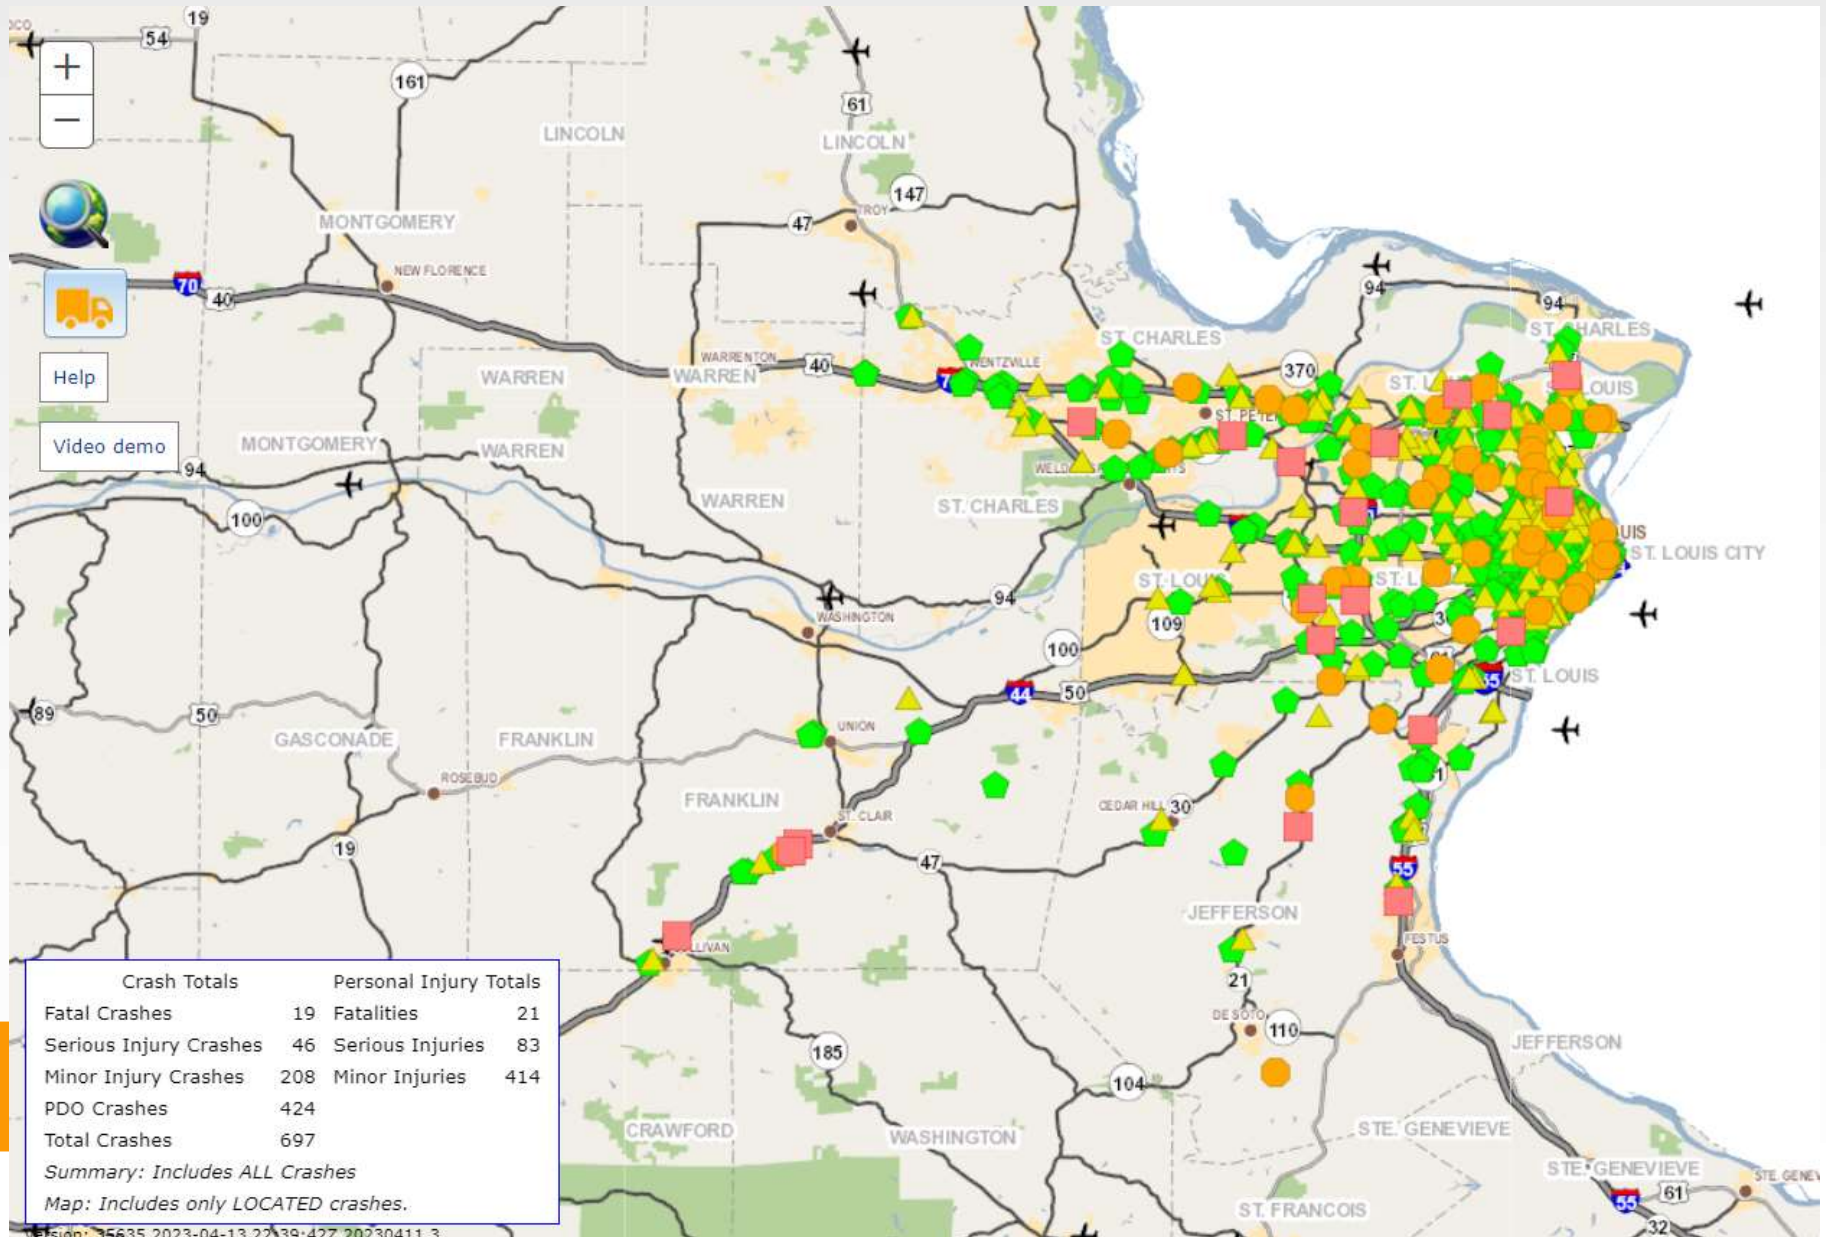 19
54
161
61
LINCOLN
LINCOLN
147
47
TROY
MONTGOMERY
NEW FLORENCE
70
40
94
94
ST. CHARLES
ST. CHARLES
WARRENTON
40
WENTZVILLE
370
Help
WARREN
WARREN
LOUIS
Video demo
MONTGOMERY
WARREN
94
WARREN
ST. CHARLES
100
ST. LOUIS CITY
94
109
WASHINGTON
100
44
50
ST. LOUIS
55
89
50
GASCONADE
FRANKLIN
UNION
ROSEBUD
FRANKLIN
CEDAR HILL
30
ST. CLAIR
19
47
55
JEFFERSON
FESTUS
21
DE SOTO
110
JEFFERSON
185
104
CRAWFORD
WASHINGTON
STE. GENEVIEVE
STE. GENEVIEVE
ST. FRANCOIS
55
61
32
Crash Totals Personal Injury Totals
Fatal Crashes 19 Fatalities 21
Serious Injury Crashes 46 Serious Injuries 83
Minor Injury Crashes 208 Minor Injuries 414
PDO Crashes 424
Total Crashes 697
Summary: Includes ALL Crashes
Map: Includes only LOCATED crashes.